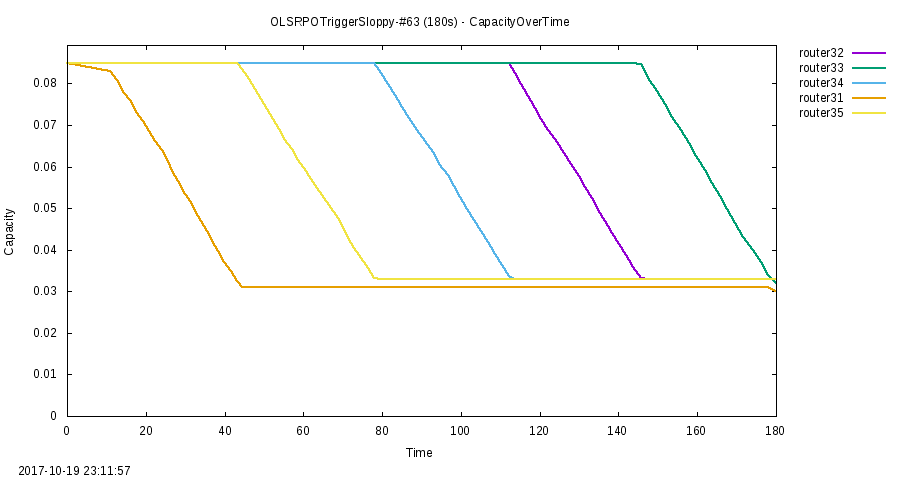 OLSRPOTriggerSloppy-#63 (180s) - CapacityOverTime
router32
router33
router34
router31
router35
0.08
0.07
0.06
0.05
0.04
0.03
0.02
0.01
0
Capacity
0 20 40 60 80 100 120 140 160 180
Time
2017-10-19 23:11:57